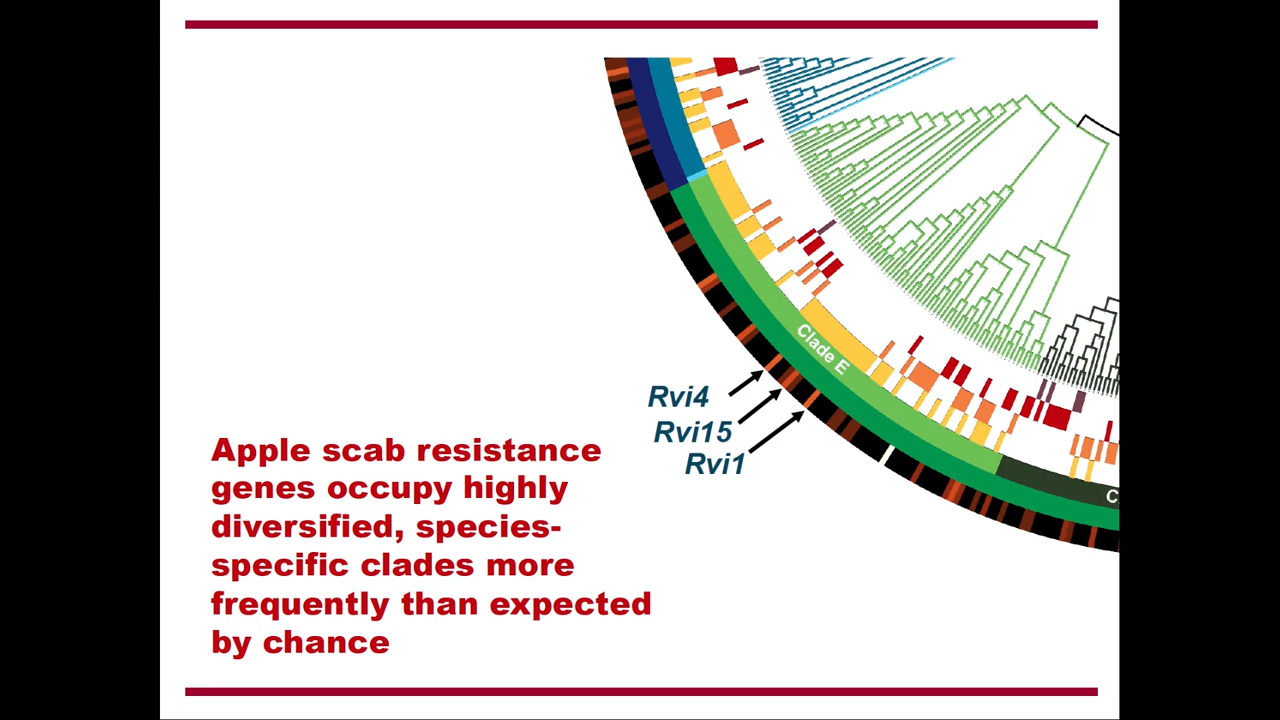 Clade E
Rvi4
Rvi15
Rvi1
C
Apple scab resistance
genes occupy highly
diversified, species-
specific clades more
frequently than expected
by chance